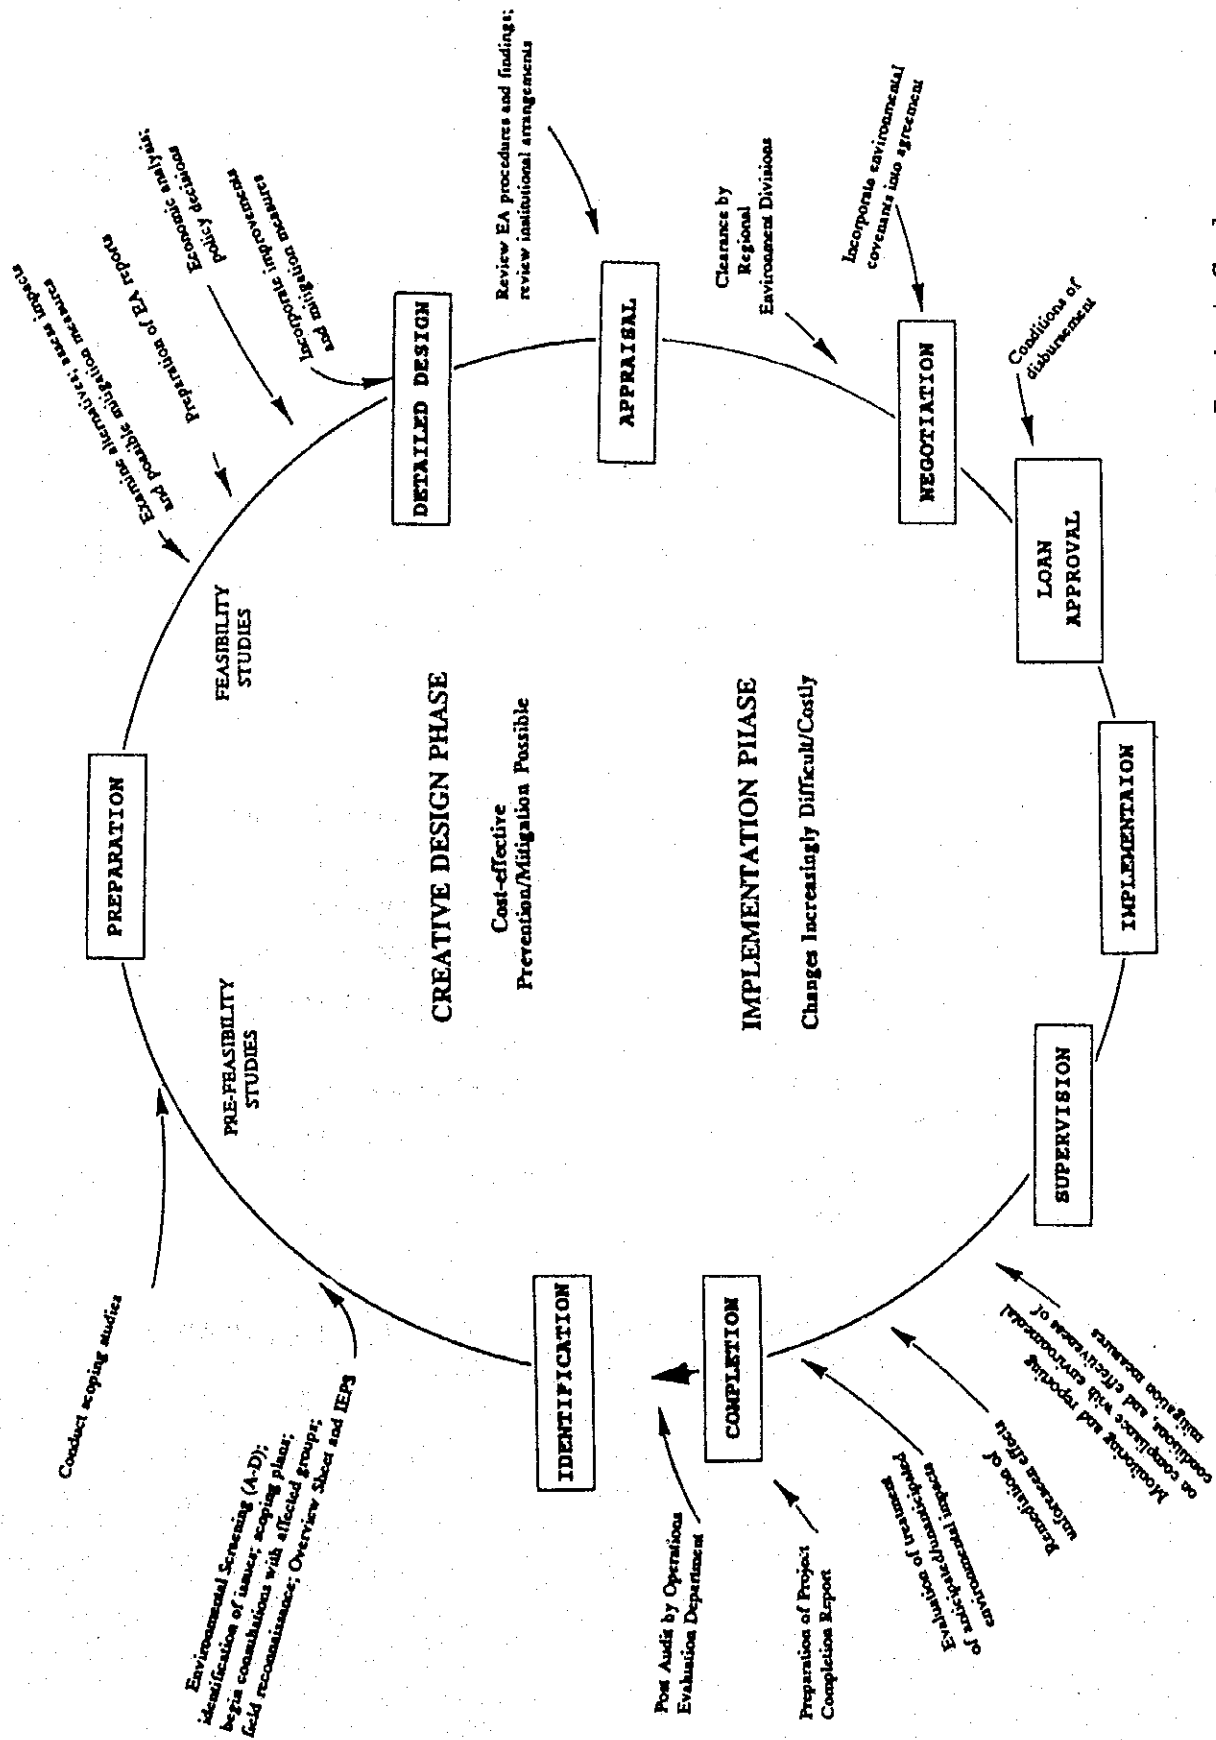 Conduct scoping studies
Environmental Screening (A-D);
identification of issues; scoping plans;
begin consultations with affected groups;
field reconnaissance; Overview Sheet and IEPS
PRE-FEASIBILITY
STUDIES
PREPARATION
FEASIBILITY
STUDIES
Examine alternatives; assess impacts
and possible mitigation measures
Preparation of EA reports
Economic analysis;
policy decisions
Incorporate improvements
and mitigation measures
DETAILED DESIGN
CREATIVE DESIGN PHASE
Cost-effective
Prevention/Mitigation Possible
IDENTIFICATION
Review EA procedures and findings;
review institutional arrangements
APPRAISAL
Post Audit by Operations
Evaluation Department
COMPLETION
IMPLEMENTATION PHASE
Changes Increasingly Difficult/Costly
Clearance by
Regional
Environment Divisions
Preparation of Project
Completion Report
Incorporate environmental
covenants into agreement
NEGOTIATION
Evaluation of treatment
of anticipated/unanticipated
environmental impacts
Remediation of
unforeseen effects
Monitoring and reporting
on compliance with environmental
conditions, and effectiveness of
mitigation measures
SUPERVISION
IMPLEMENTAION
LOAN
APPROVAL
Conditions of
disbursement